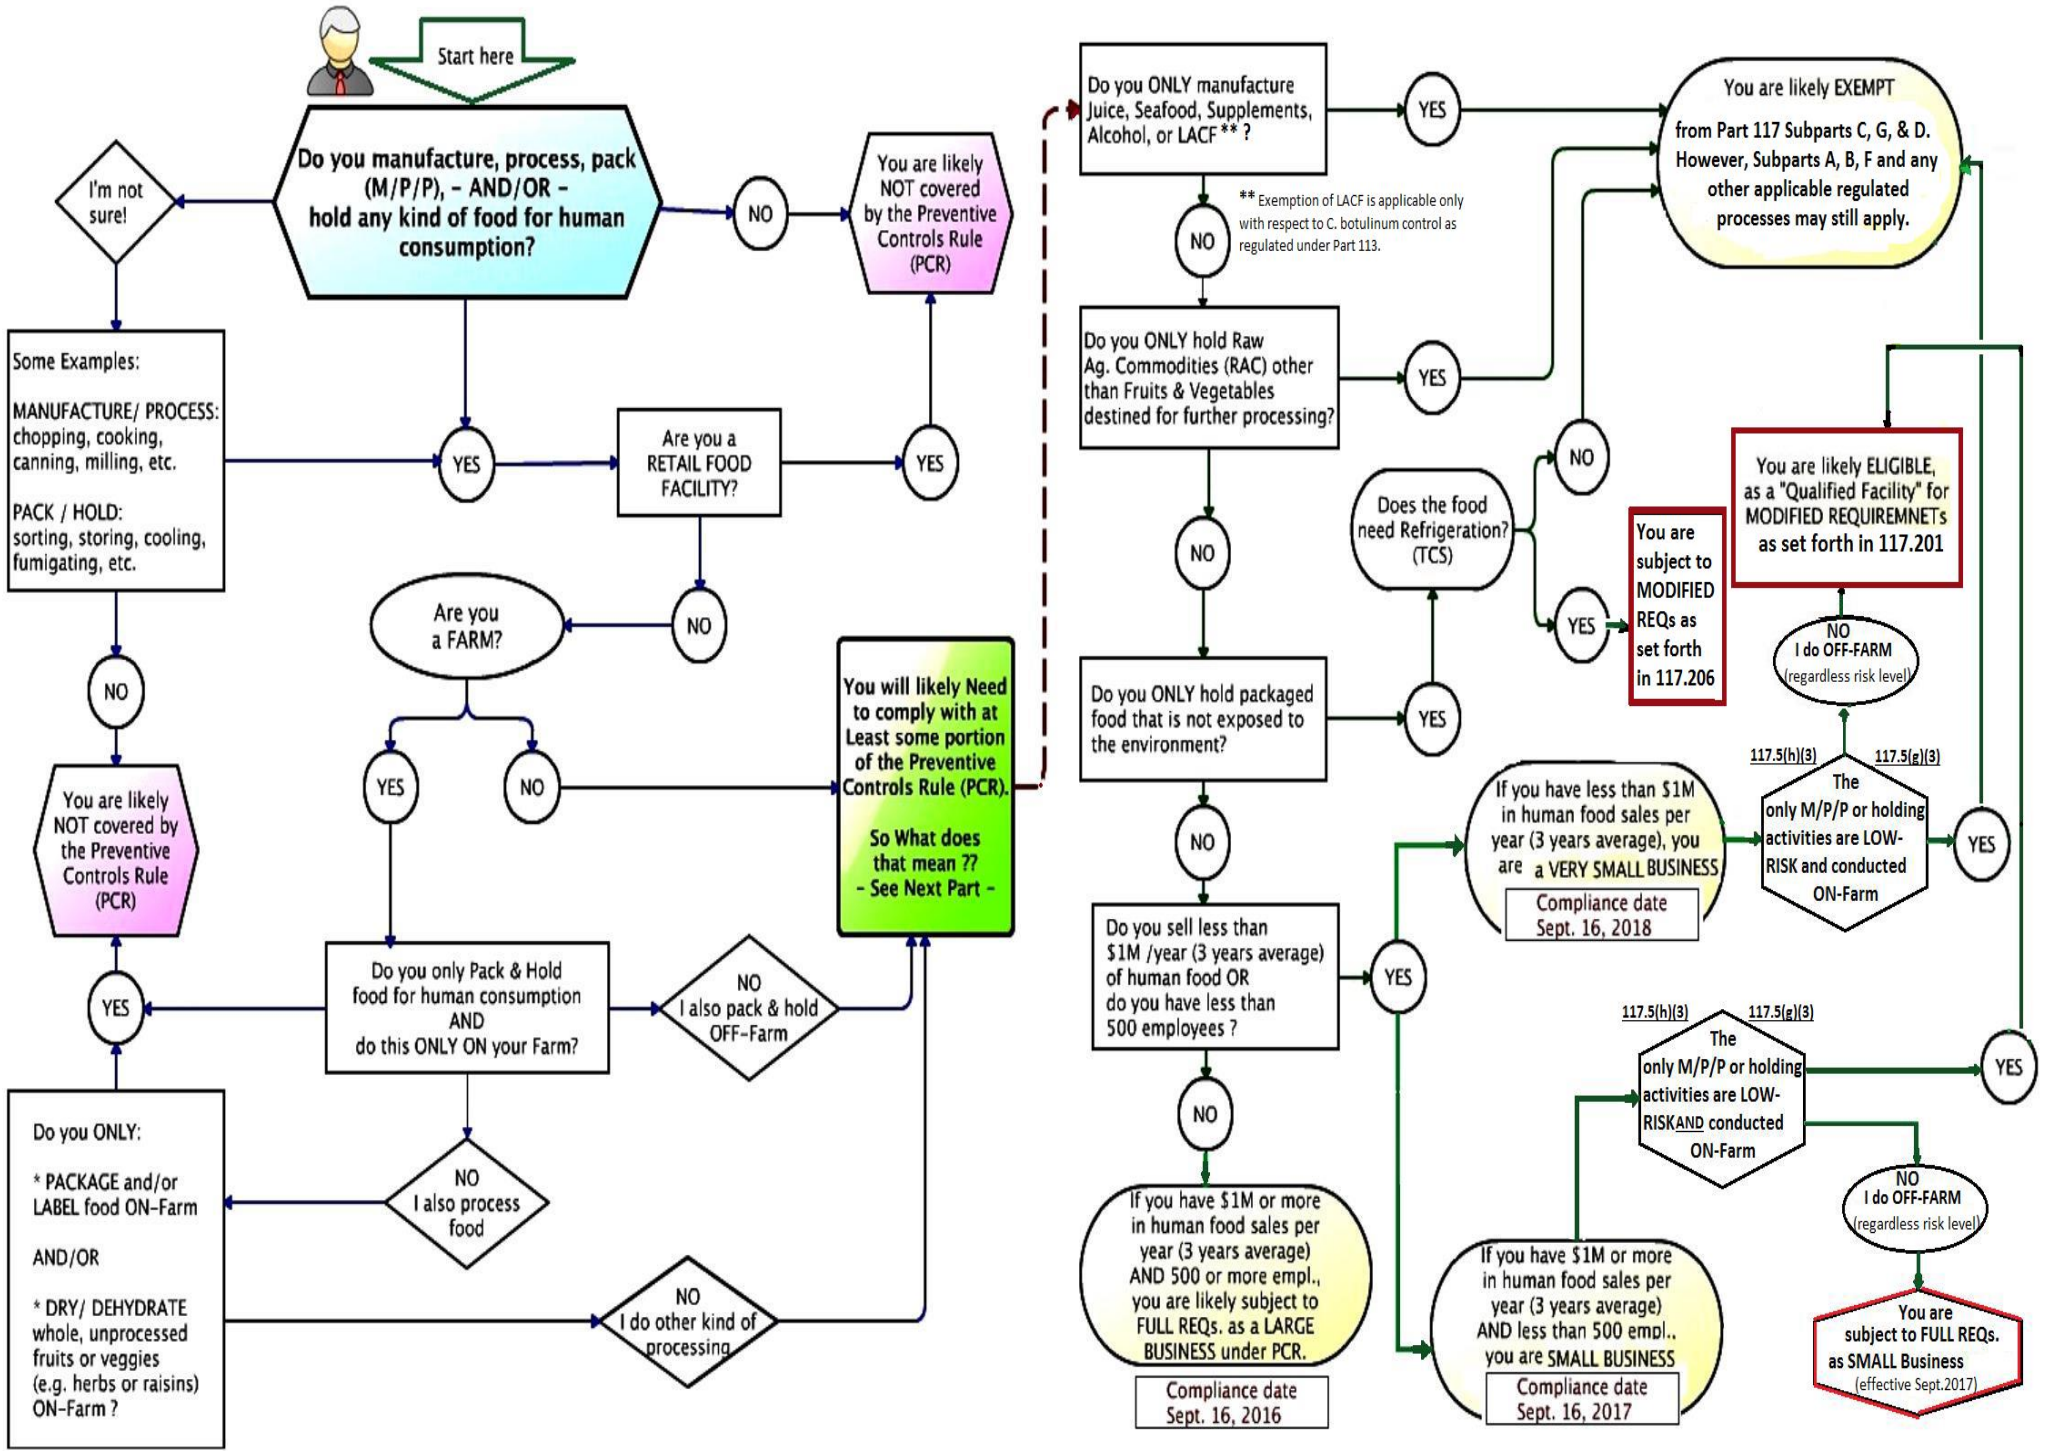 Start here
Do you manufacture, process, pack
(M/P/P), – AND/OR –
hold any kind of food for human
consumption?
I'm not
sure!
NO
You are likely
NOT covered
by the Preventive
Controls Rule
(PCR)
Some Examples:
MANUFACTURE/ PROCESS:
chopping, cooking,
canning, milling, etc.
PACK / HOLD:
sorting, storing, cooling,
fumigating, etc.
YES
Are you a
RETAIL FOOD
FACILITY?
YES
NO
Are you
a FARM?
NO
YES
NO
You are likely
NOT covered by
the Preventive
Controls Rule
(PCR)
You will likely Need
to comply with at
Least some portion
of the Preventive
Controls Rule (PCR).
So What does
that mean ??
– See Next Part –
YES
Do you only Pack & Hold
food for human consumption
AND
do this ONLY ON your Farm?
NO
I also pack & hold
OFF–Farm
NO
I also process
food
Do you ONLY:
* PACKAGE and/or
LABEL food ON–Farm
AND/OR
* DRY/ DEHYDRATE
whole, unprocessed
fruits or veggies
(e.g. herbs or raisins)
ON–Farm ?
NO
I do other kind of
processing
Do you ONLY manufacture
Juice, Seafood, Supplements,
Alcohol, or LACF ** ?
YES
You are likely EXEMPT
from Part 117 Subparts C, G, & D.
However, Subparts A, B, F and any
other applicable regulated
processes may still apply.
NO
** Exemption of LACF is applicable only
with respect to C. botulinum control as
regulated under Part 113.
Do you ONLY hold Raw
Ag. Commodities (RAC) other
than Fruits & Vegetables
destined for further processing?
YES
NO
Does the food
need Refrigeration?
(TCS)
NO
YES
You are
subject to
MODIFIED
REQs as
set forth
in 117.206
You are likely ELIGIBLE,
as a "Qualified Facility" for
MODIFIED REQUIREMNETs
as set forth in 117.201
Do you ONLY hold packaged
food that is not exposed to
the environment?
YES
NO
NO
I do OFF-FARM
(regardless risk level)
117.5(h)(3)
117.5(g)(3)
The
only M/P/P or holding
activities are LOW-
RISK and conducted
ON-Farm
YES
If you have less than $1M
in human food sales per
year (3 years average), you
are a VERY SMALL BUSINESS
Compliance date
Sept. 16, 2018
Do you sell less than
$1M /year (3 years average)
of human food OR
do you have less than
500 employees ?
YES
NO
If you have $1M or more
in human food sales per
year (3 years average)
AND 500 or more empl.,
you are likely subject to
FULL REQs. as a LARGE
BUSINESS under PCR.
Compliance date
Sept. 16, 2016
If you have $1M or more
in human food sales per
year (3 years average)
AND less than 500 empl..
you are SMALL BUSINESS
Compliance date
Sept. 16, 2017
117.5(h)(3)
117.5(g)(3)
The
only M/P/P or holding
activities are LOW-
RISKAND conducted
ON-Farm
YES
NO
I do OFF-FARM
(regardless risk level)
You are
subject to FULL REQs.
as SMALL Business
(effective Sept.2017)